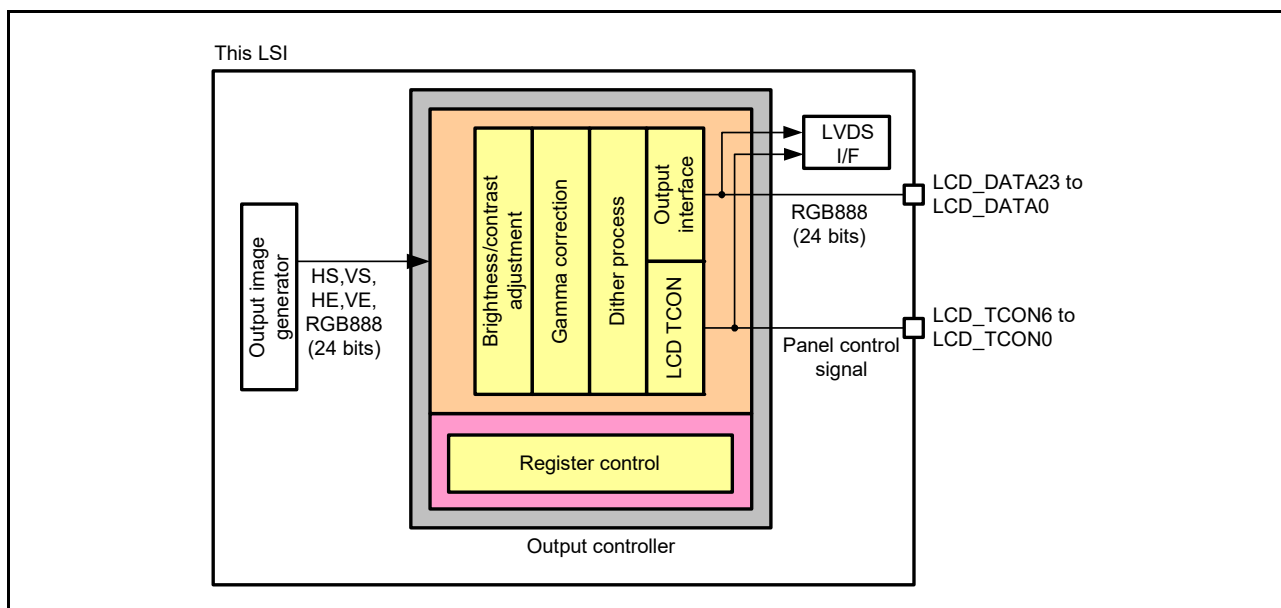 This LSI
Output image
generator
HS,VS,
HE,VE,
RGB888
(24 bits)
Brightness/contrast
adjustment
Gamma correction
Dither process
Output
interface
LCD TCON
LVDS
I/F
RGB888
(24 bits)
LCD_DATA23 to
LCD_DATA0
Panel control
signal
LCD_TCON6 to
LCD_TCON0
Register control
Output controller